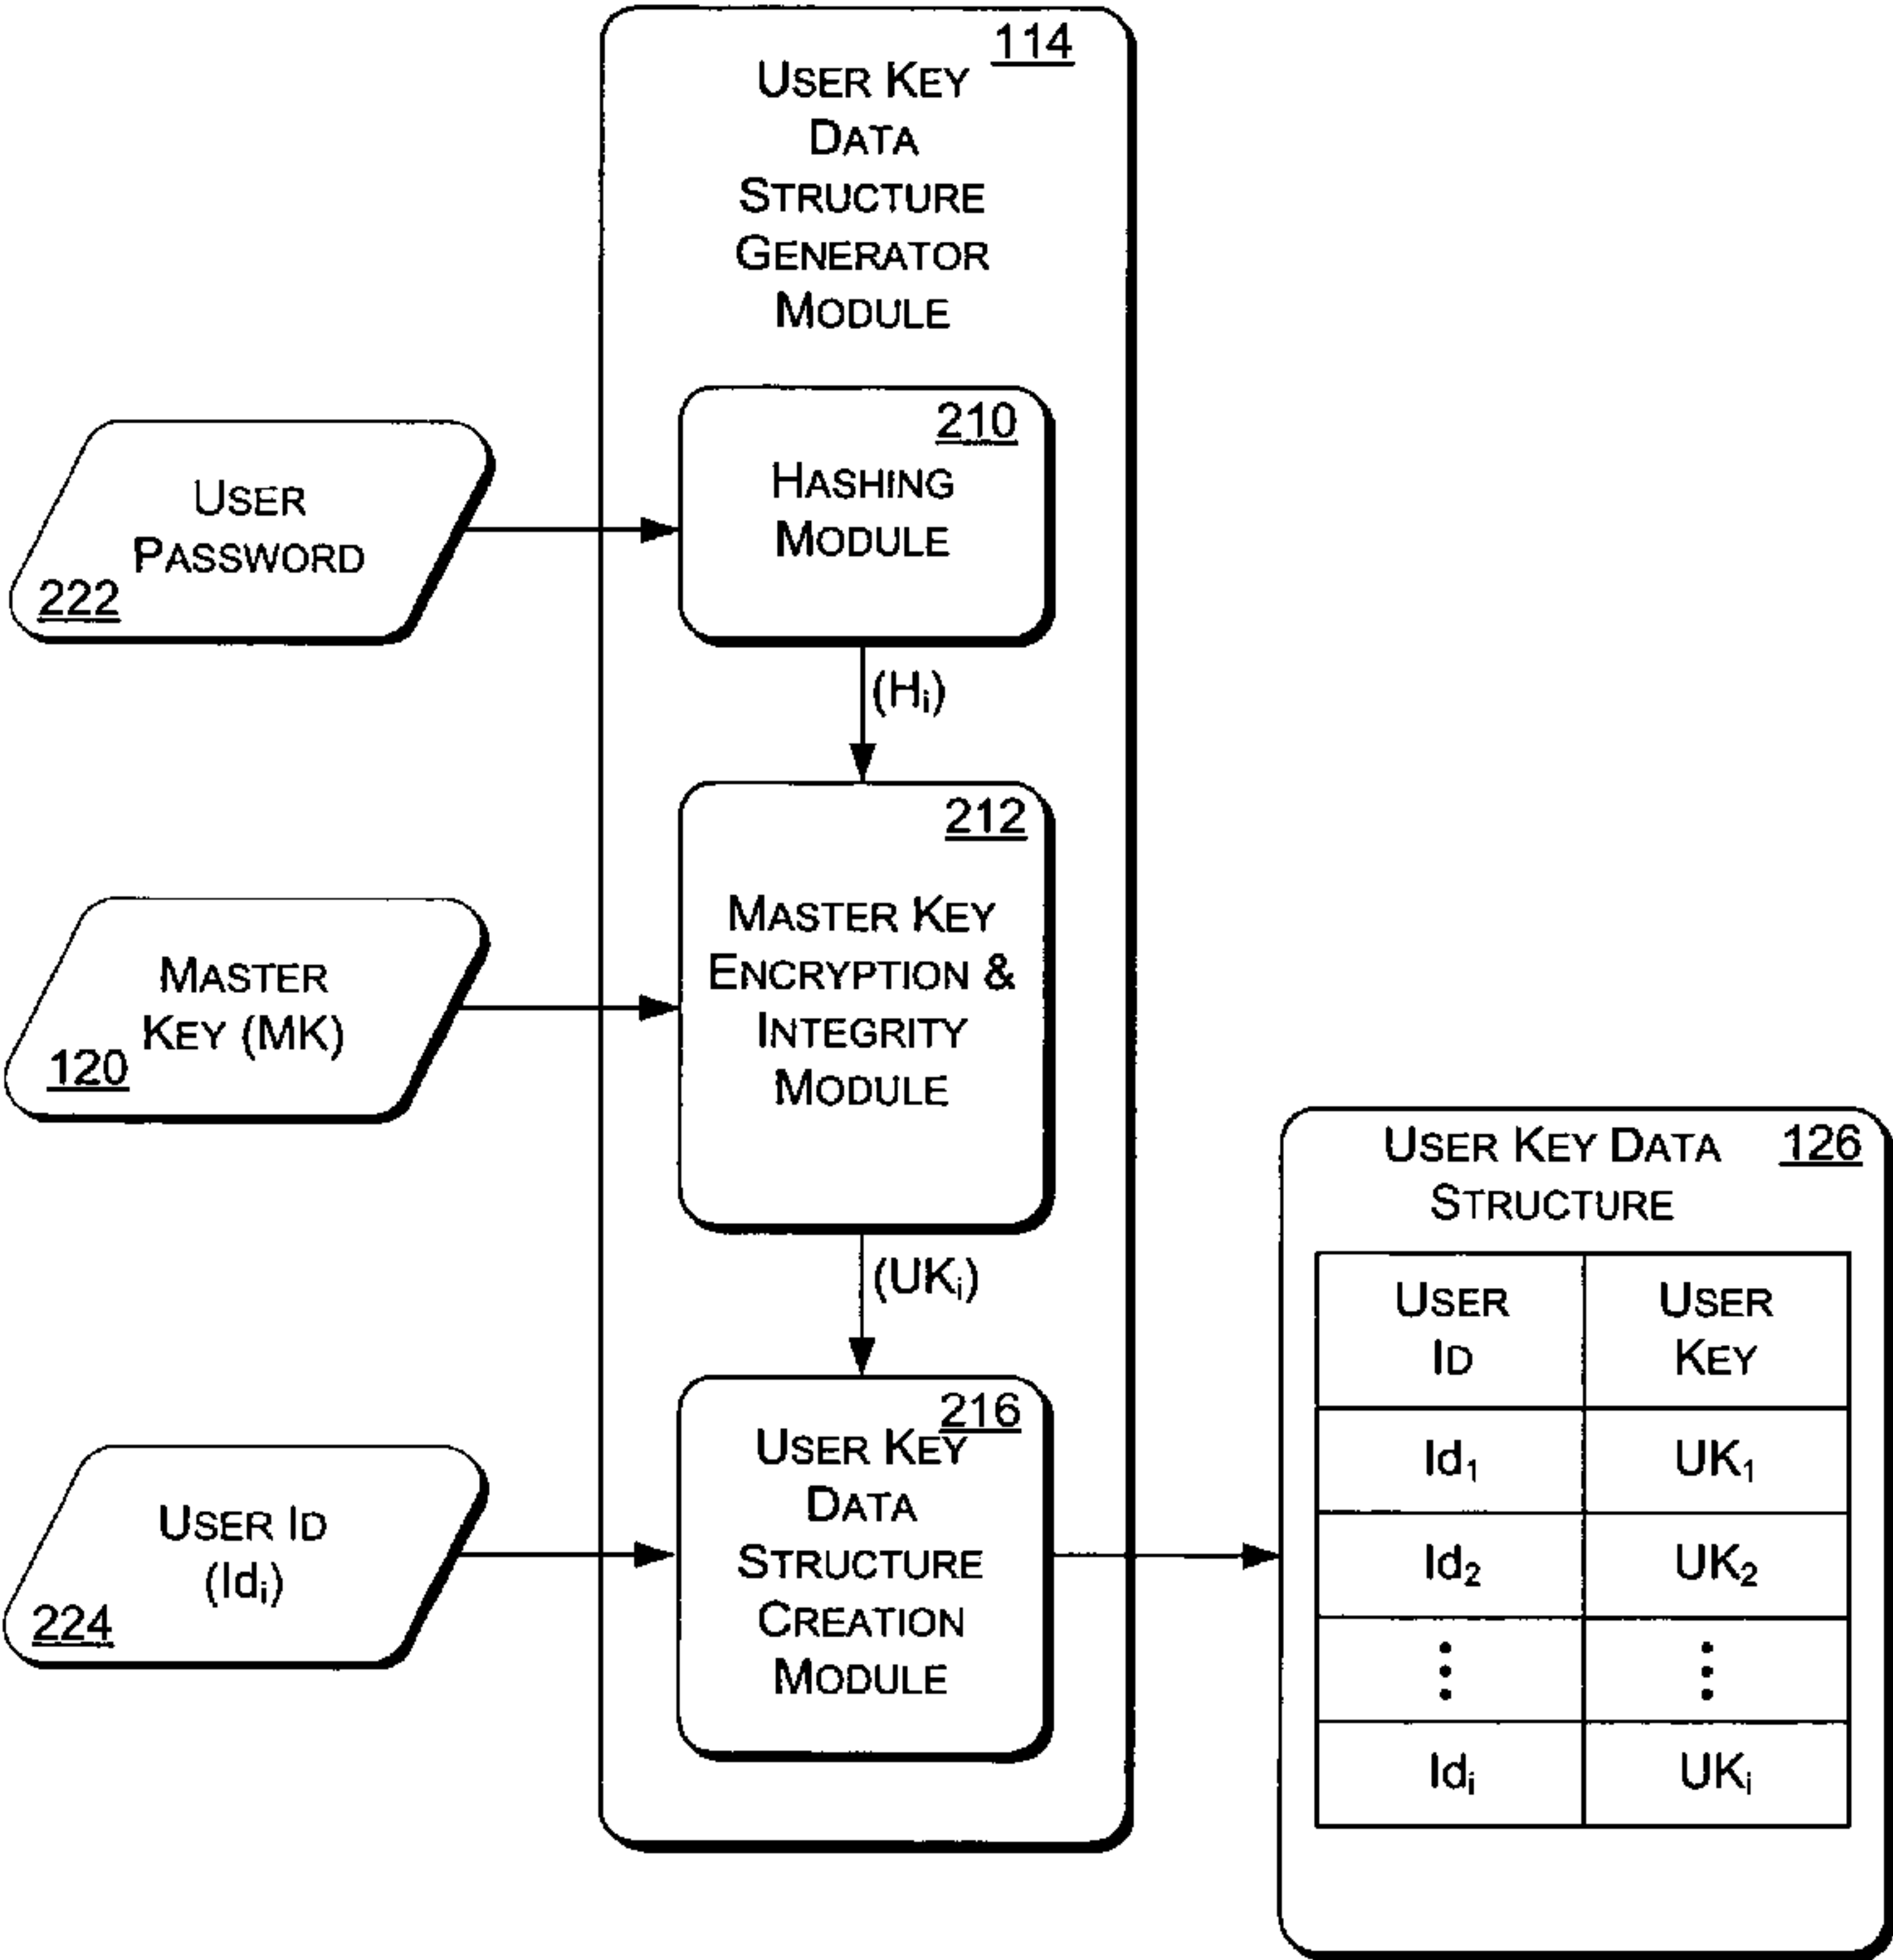 114
USER KEY
DATA
STRUCTURE
GENERATOR
MODULE
210
HASHING
MODULE
USER
PASSWORD
222
(Hi)
212
MASTER KEY
ENCRYPTION &
INTEGRITY
MODULE
MASTER
KEY (MK)
120
(UKi)
216
USER KEY
DATA
STRUCTURE
CREATION
MODULE
USER ID
(Idi)
224
USER KEY DATA 126
STRUCTURE
USER ID
USER KEY
Id1 UK1
Id2 UK2
⋮ ⋮
Idi UKi